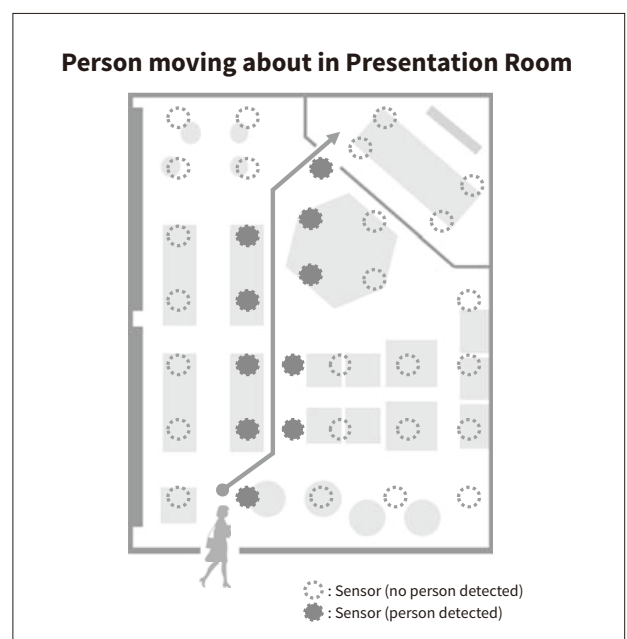 Person moving about in Presentation Room
: Sensor (no person detected)
: Sensor (person detected)